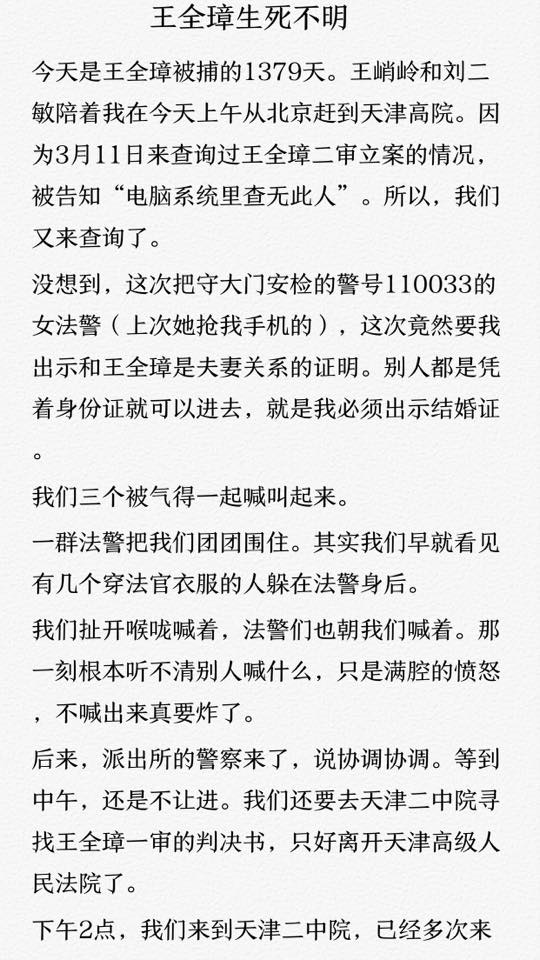 王全璋生死不明
今天是王全璋被捕的1379天。王峭岭和刘二
敏陪着我在今天上午从北京赶到天津高院。因
为3月11日来查询过王全璋二审立案的情况，
被告知“电脑系统里查无此人”。所以，我们
又来查询了。
没想到，这次把守大门安检的警号110033的
女法警（上次她抢我手机的），这次竟然要我
出示和王全璋是夫妻关系的证明。别人都是凭
着身份证就可以进去，就是我必须出示结婚证
。
我们三个被气得一起喊叫起来。
一群法警把我们团团围住。其实我们早就看见
有几个穿法官衣服的人躲在法警身后。
我们扯开喉咙喊着，法警们也朝我们喊着。那
一刻根本听不清别人喊什么，只是满腔的愤怒
，不喊出来真要炸了。
后来，派出所的警察来了，说协调协调。等到
中午，还是不让进。我们还要去天津二中院寻
找王全璋一审的判决书，只好离开天津高级人
民法院了。
下午2点，我们来到天津二中院，已经多次来